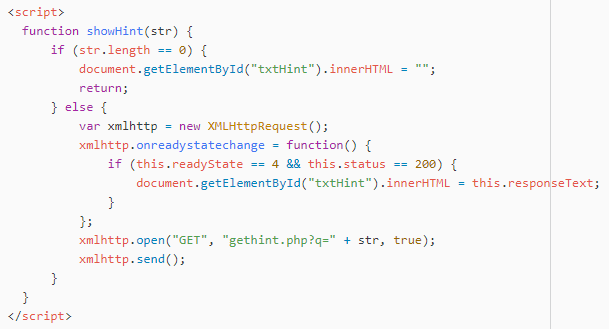 <script>
function showHint(str) {
if (str.length == 0) {
document.getElementById("txtHint").innerHTML = "";
return;
} else {
var xmlhttp = new XMLHttpRequest();
xmlhttp.onreadystatechange = function() {
if (this.readyState == 4 && this.status == 200) {
document.getElementById("txtHint").innerHTML = this.responseText;
}
};
xmlhttp.open("GET", "gethint.php?q=" + str, true);
xmlhttp.send();
}
}
</script>